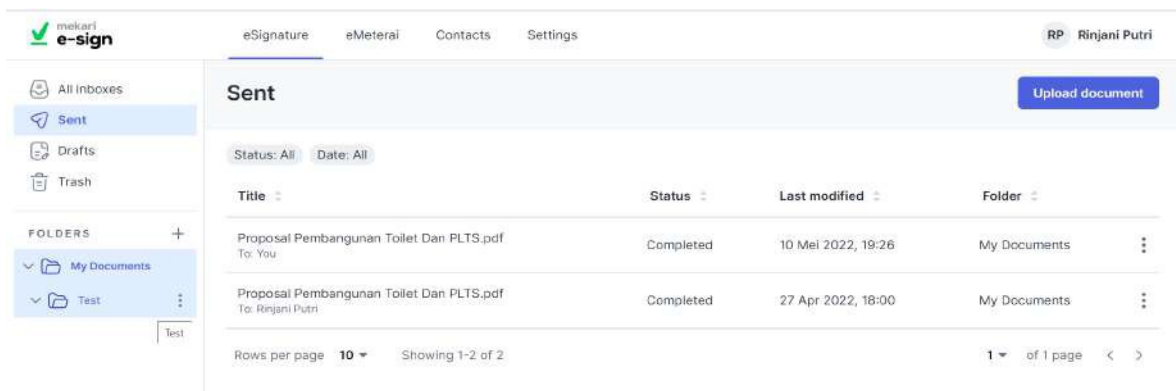 mekari
e-sign
eSignature
eMeterai
Contacts
Settings
RP
Rinjani Putri
All inboxes
Sent
Drafts
Trash
FOLDERS
My Documents
Test
Test
Sent
Upload document
Status: All
Date: All
Title
Status
Last modified
Folder
Proposal Pembangunan Toilet Dan PLTS.pdf
To: You
Completed
10 Mei 2022, 19:26
My Documents
Proposal Pembangunan Toilet Dan PLTS.pdf
To: Rinjani Putri
Completed
27 Apr 2022, 18:00
My Documents
Rows per page 10
Showing 1-2 of 2
1 of 1 page